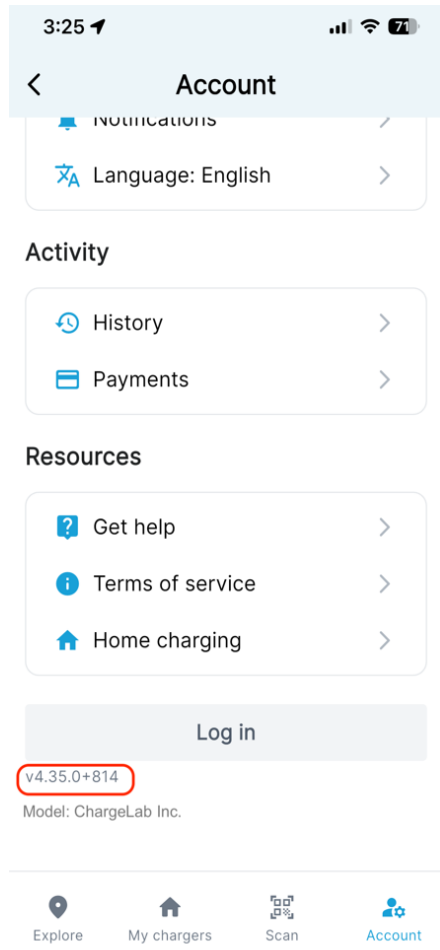 3:25
71
Account
Notifications
Language: English
Activity
History
Payments
Resources
Get help
Terms of service
Home charging
Log in
v4.35.0+814
Model: ChargeLab Inc.
Explore
My chargers
Scan
Account